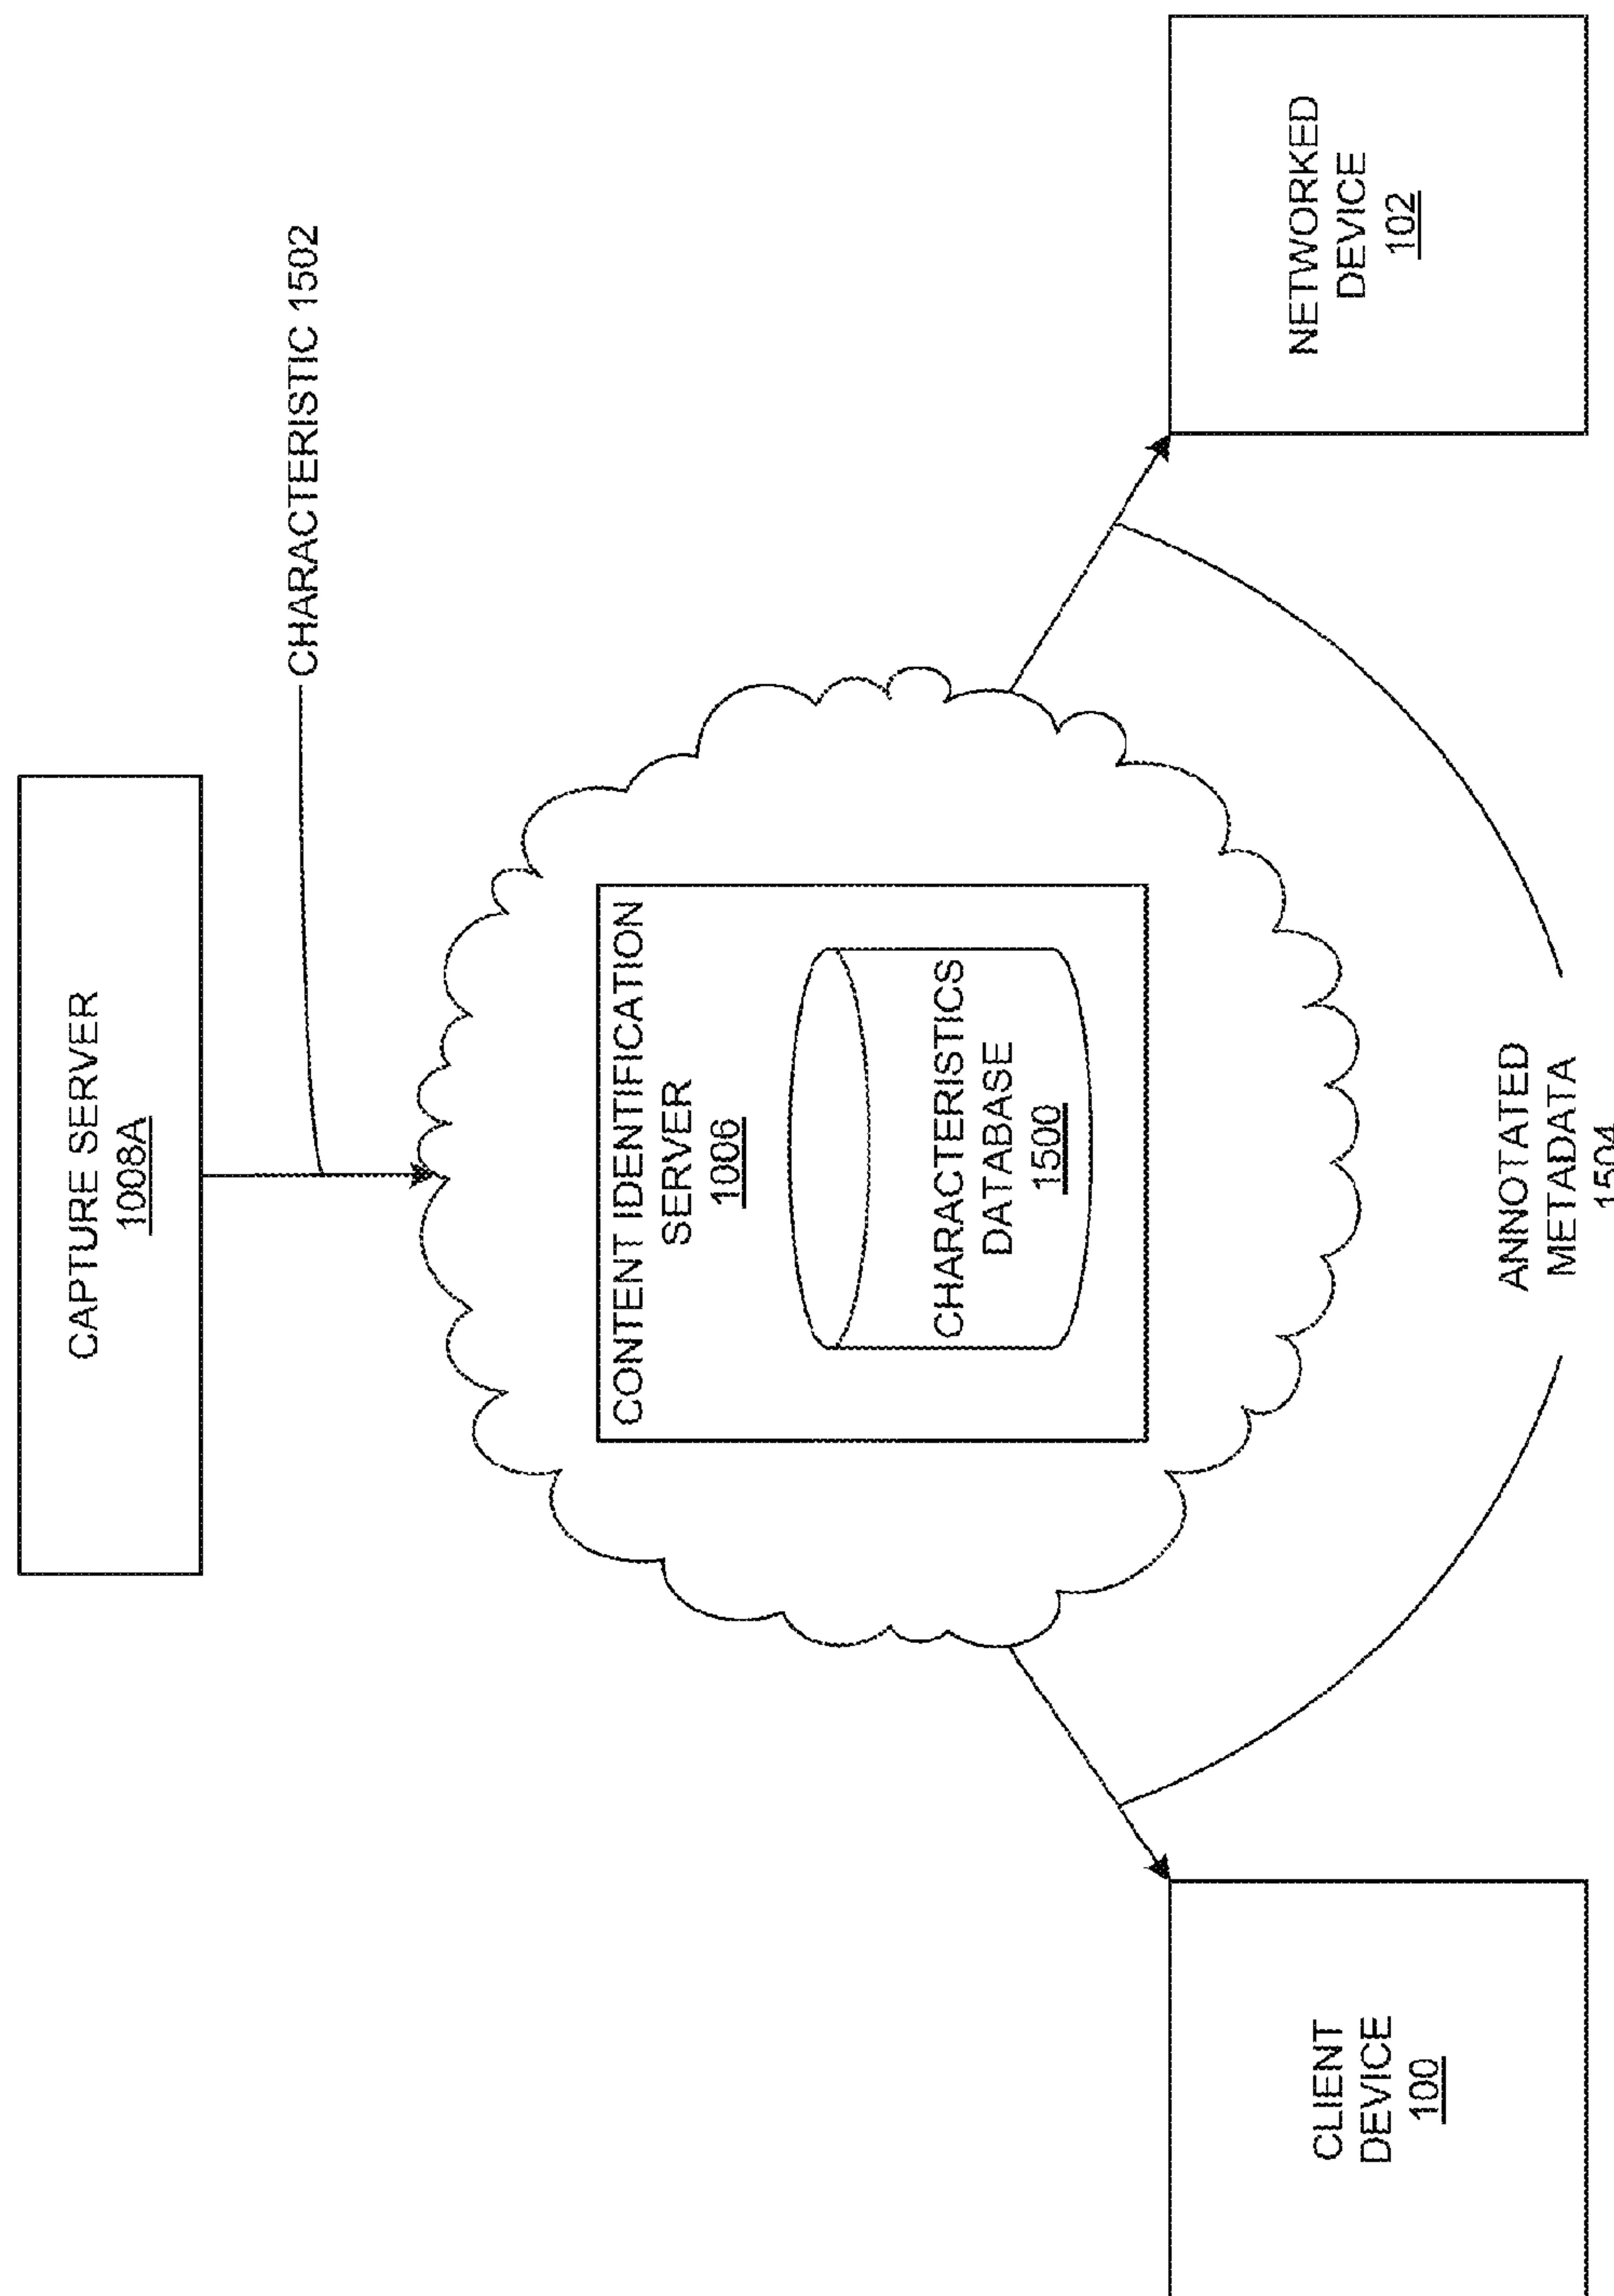 CAPTURE SERVER
1008A
CHARACTERISTIC 1502
CONTENT IDENTIFICATION
SERVER
1006
CHARACTERISTICS
DATABASE
1500
CLIENT
DEVICE
100
NETWORKED
DEVICE
102
ANNOTATED
METADATA
1504